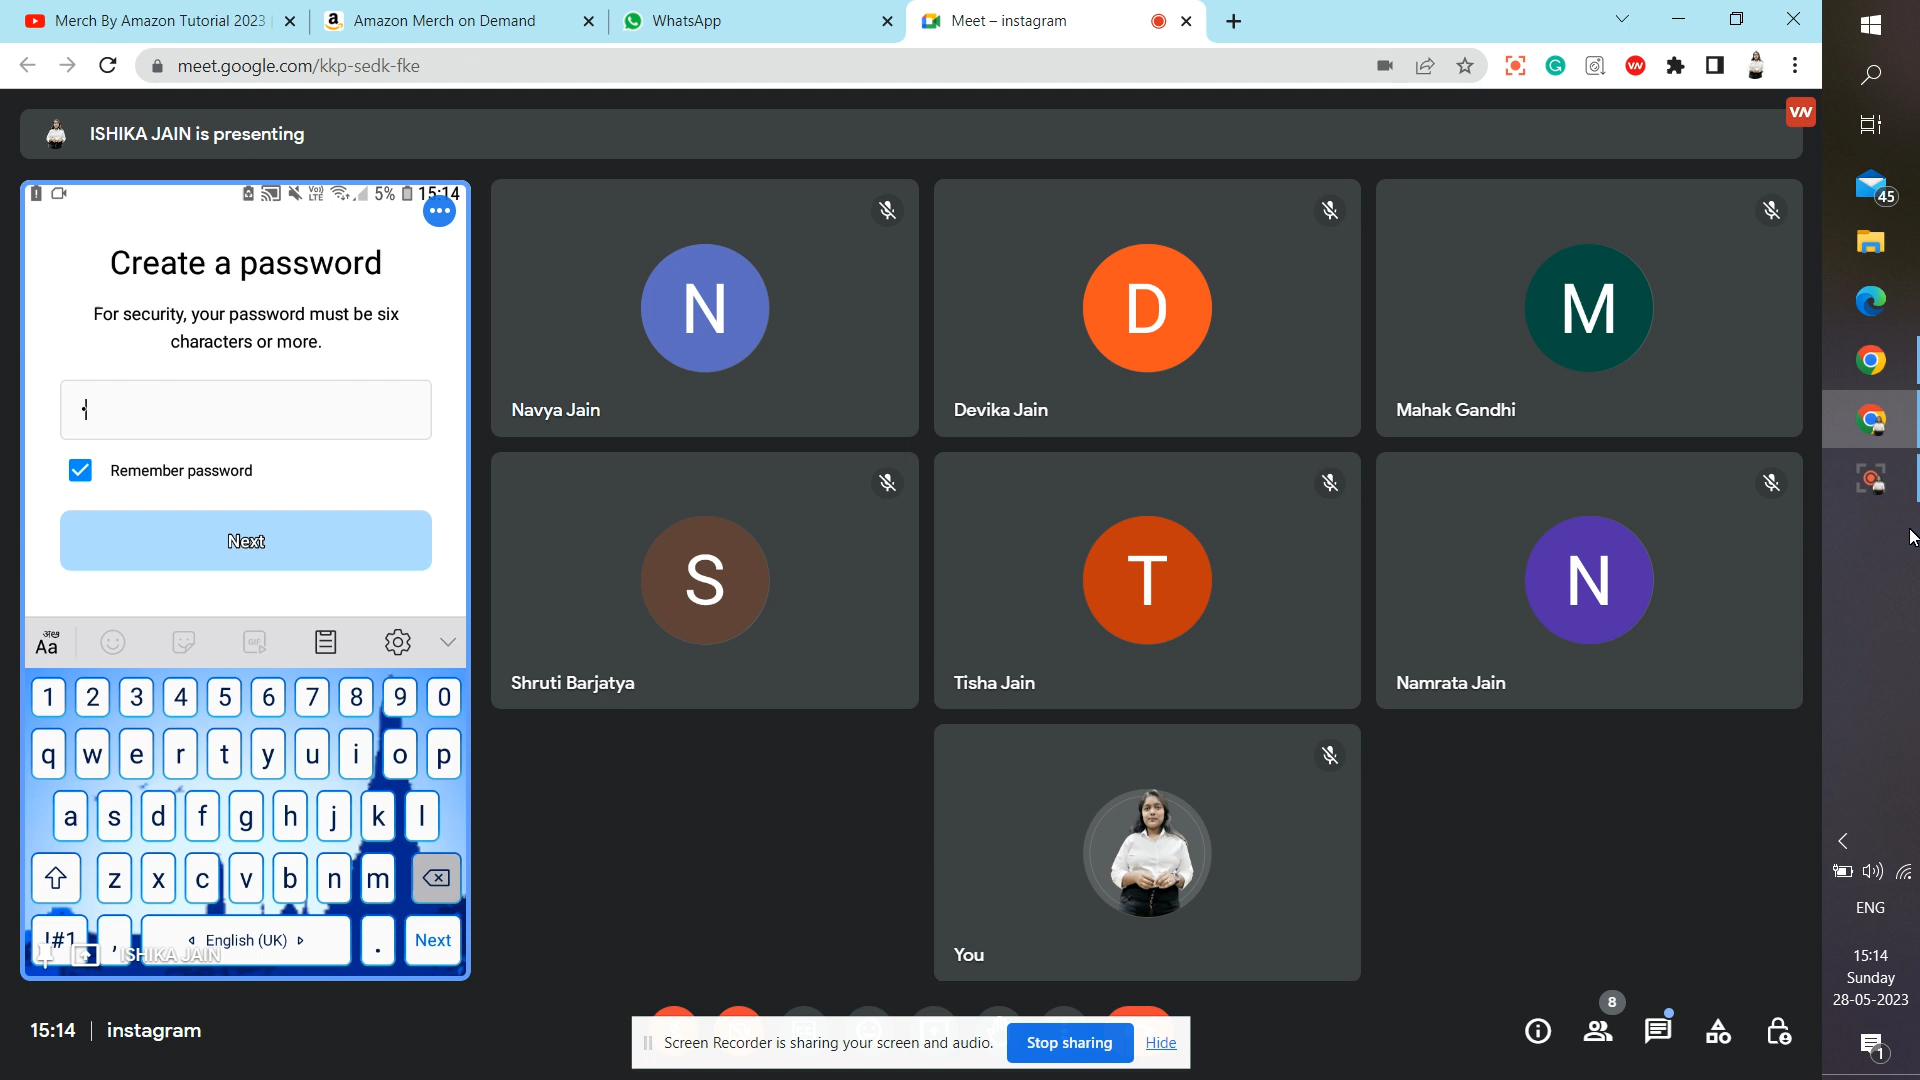 Merch By Amazon Tutorial 2023
Amazon Merch on Demand
WhatsApp
Meet – instagram
meet.google.com/kkp-sedk-fke
ISHIKA JAIN is presenting
VN
5% 15:14
Create a password
For security, your password must be six
characters or more.
Remember password
Next
अआ
Aa
GIF
1 2 3 4 5 6 7 8 9 0
q w e r t y u i o p
a s d f g h j k l
z x c v b n m
!#1 , English (UK) . Next
ISHIKA JAIN
N
Navya Jain
D
Devika Jain
M
Mahak Gandhi
S
Shruti Barjatya
T
Tisha Jain
N
Namrata Jain
You
15:14 | instagram
Screen Recorder is sharing your screen and audio. Stop sharing Hide
8
45
ENG
15:14
Sunday
28-05-2023
1